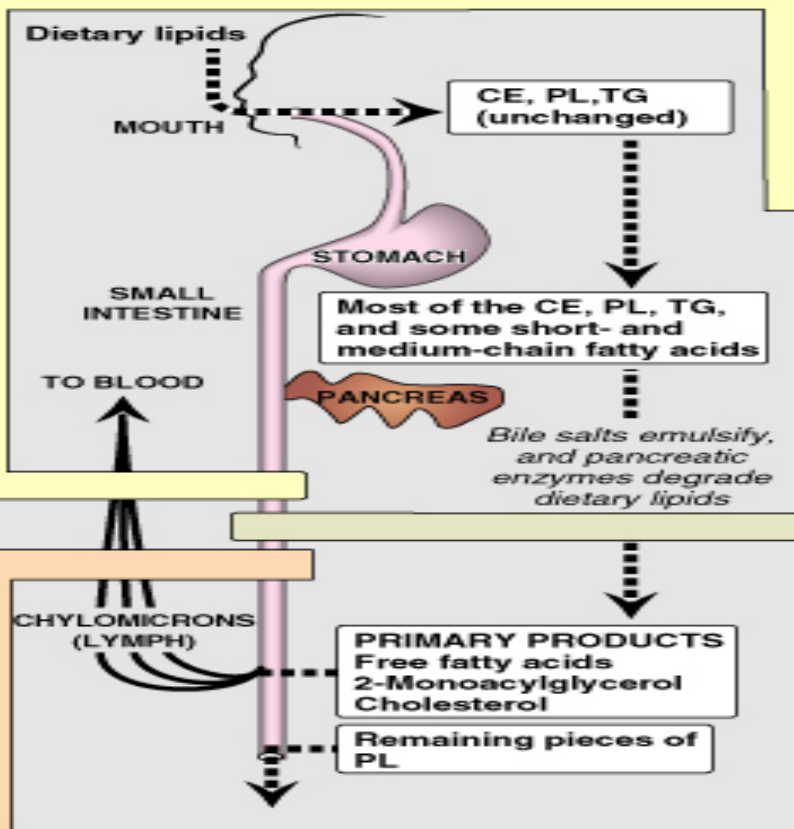 Dietary lipids
MOUTH
CE, PL,TG
(unchanged)
STOMACH
SMALL
INTESTINE
Most of the CE, PL, TG,
and some short- and
medium-chain fatty acids
TO BLOOD
PANCREAS
Bile salts emulsify,
and pancreatic
enzymes degrade
dietary lipids
CHYLOMICRONS
(LYMPH)
PRIMARY PRODUCTS
Free fatty acids
2-Monoacylglycerol
Cholesterol
Remaining pieces of
PL